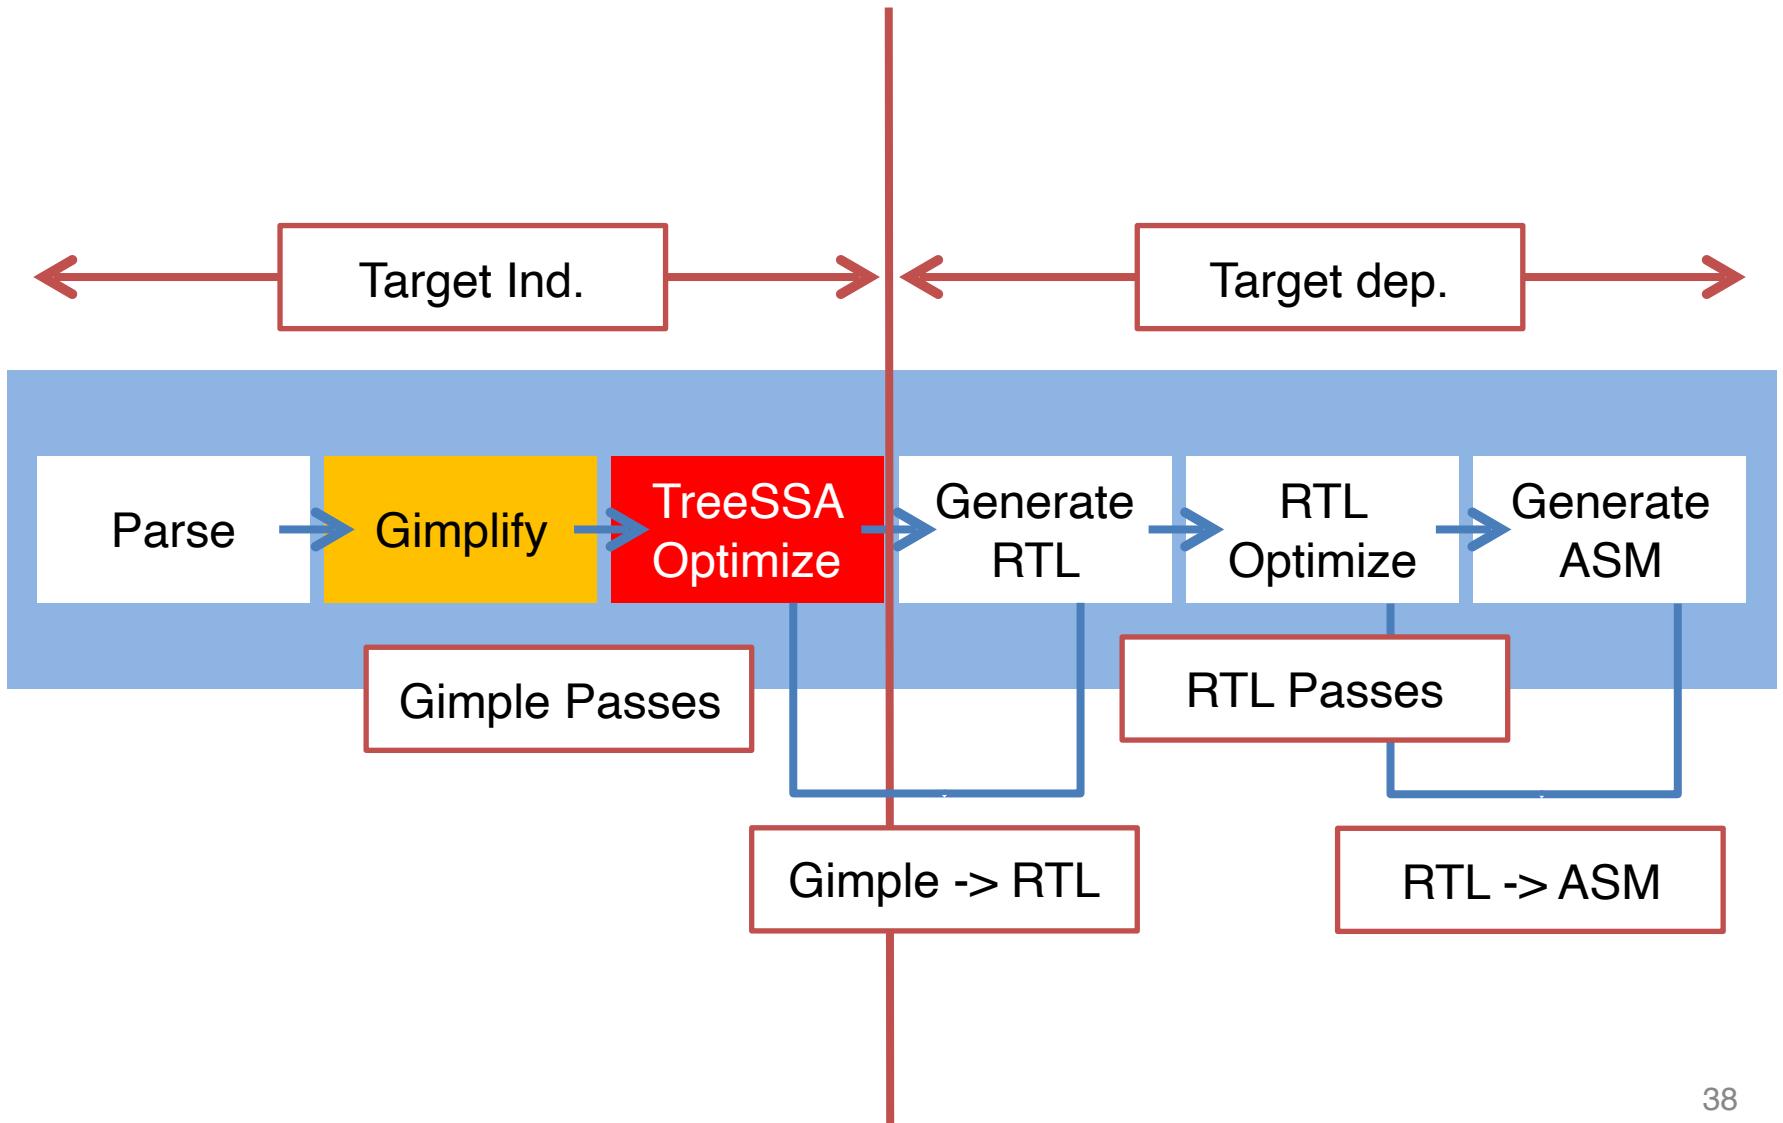 Target Ind.
Target dep.
Parse
Gimplify
TreeSSA
Optimize
Generate
RTL
RTL
Optimize
Generate
ASM
Gimple Passes
RTL Passes
Gimple -> RTL
RTL -> ASM
38